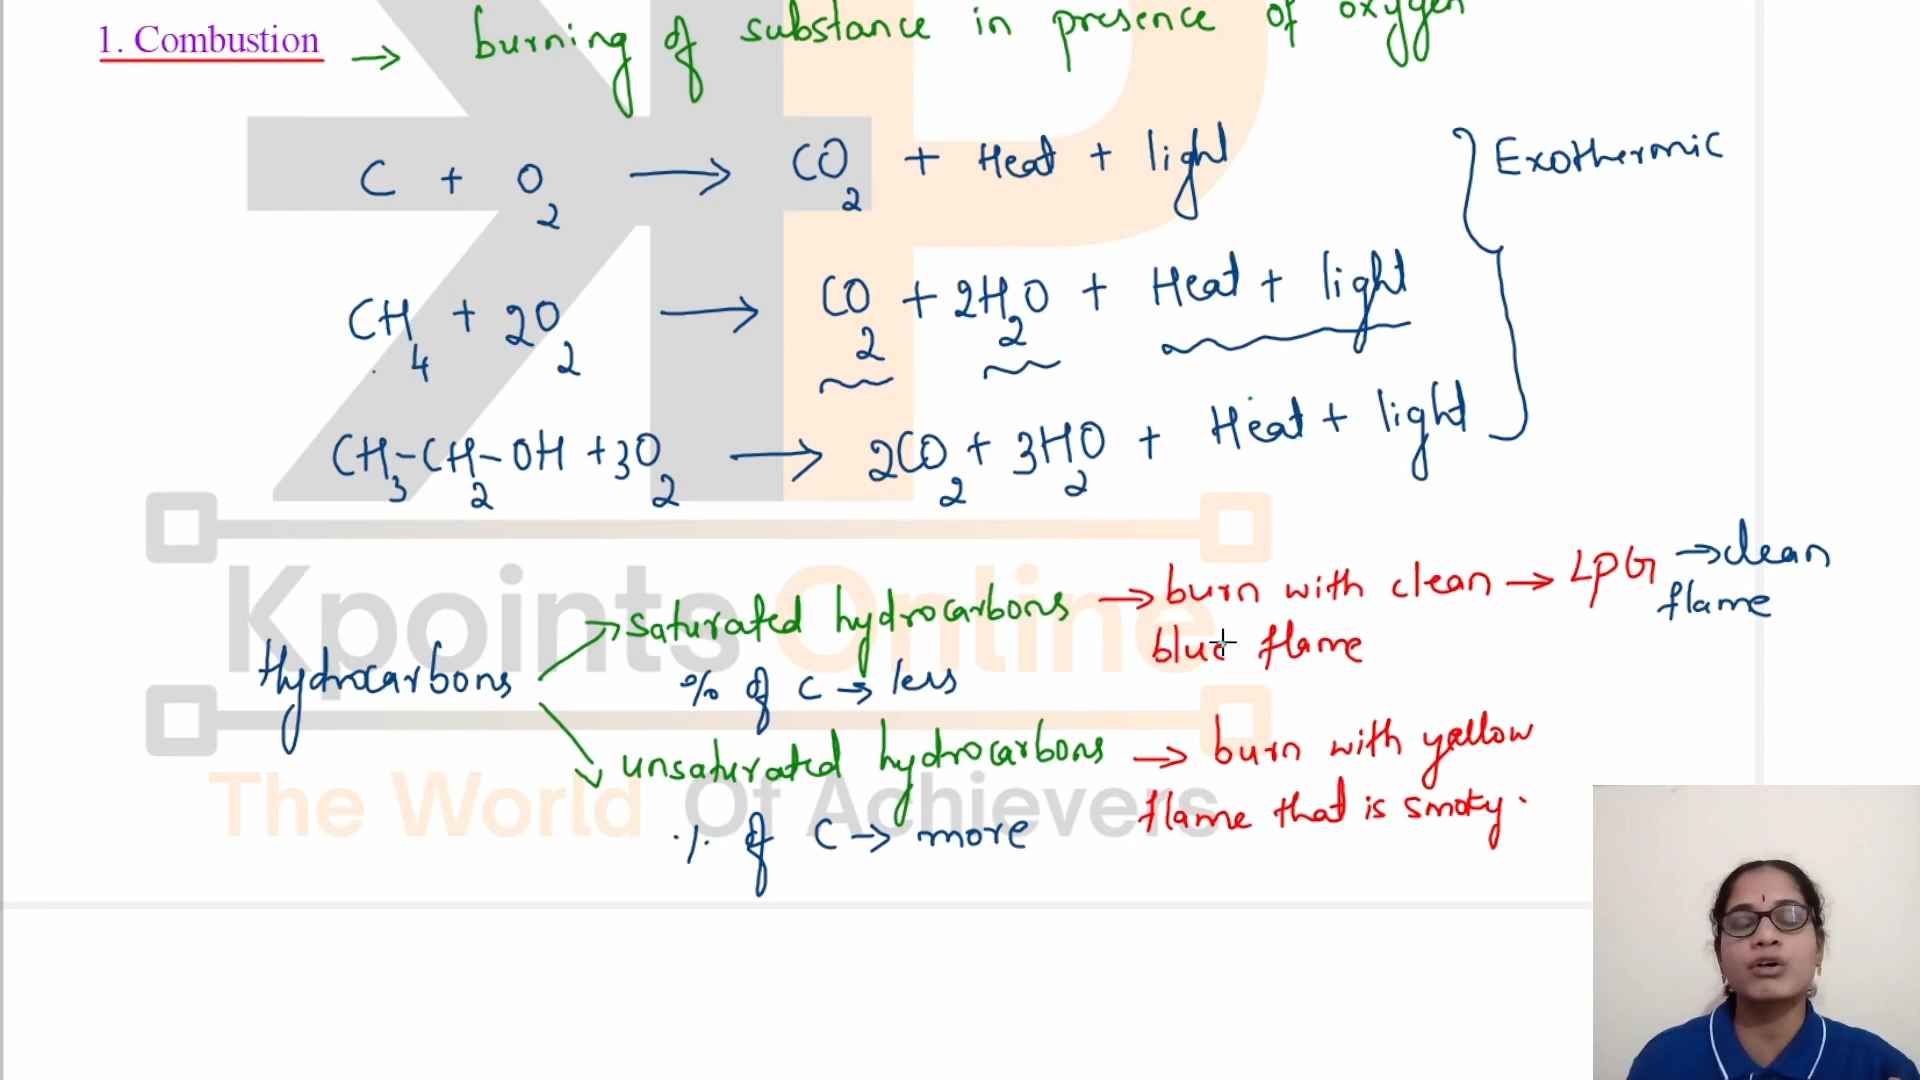 1. Combustion → burning of substance in presence of oxygen
C + O2 → CO2 + Heat + light } Exothermic
CH4 + 2O2 → CO2 + 2H2O + Heat + light
CH3-CH2-OH + 3O2 → 2CO2 + 3H2O + Heat + light
Kpoints Online
The World Of Achievers
Hydrocarbons
→ saturated hydrocarbons → burn with clean blue flame → LPG → clean flame
% of C → less
→ unsaturated hydrocarbons → burn with yellow flame that is smoky.
% of C → more